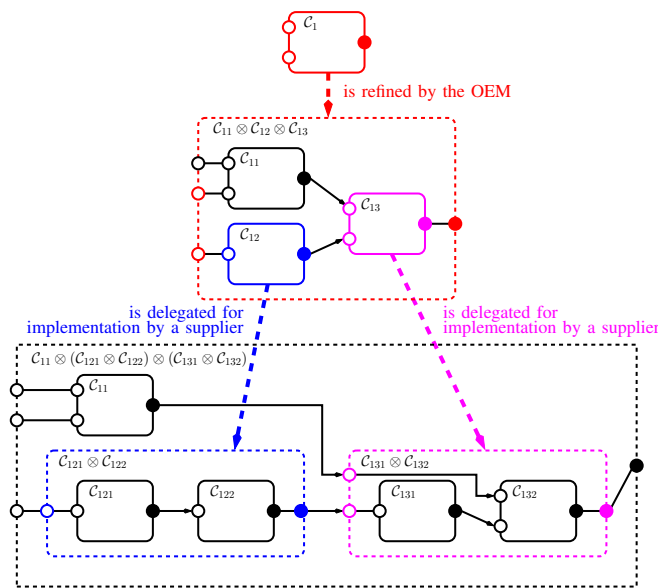 𝒞₁
is refined by the OEM
𝒞₁₁ ⊗ 𝒞₁₂ ⊗ 𝒞₁₃
𝒞₁₁
𝒞₁₃
𝒞₁₂
is delegated for
implementation by a supplier
is delegated for
implementation by a supplier
𝒞₁₁ ⊗ (𝒞₁₂₁ ⊗ 𝒞₁₂₂) ⊗ (𝒞₁₃₁ ⊗ 𝒞₁₃₂)
𝒞₁₁
𝒞₁₂₁ ⊗ 𝒞₁₂₂
𝒞₁₃₁ ⊗ 𝒞₁₃₂
𝒞₁₂₁
𝒞₁₂₂
𝒞₁₃₁
𝒞₁₃₂